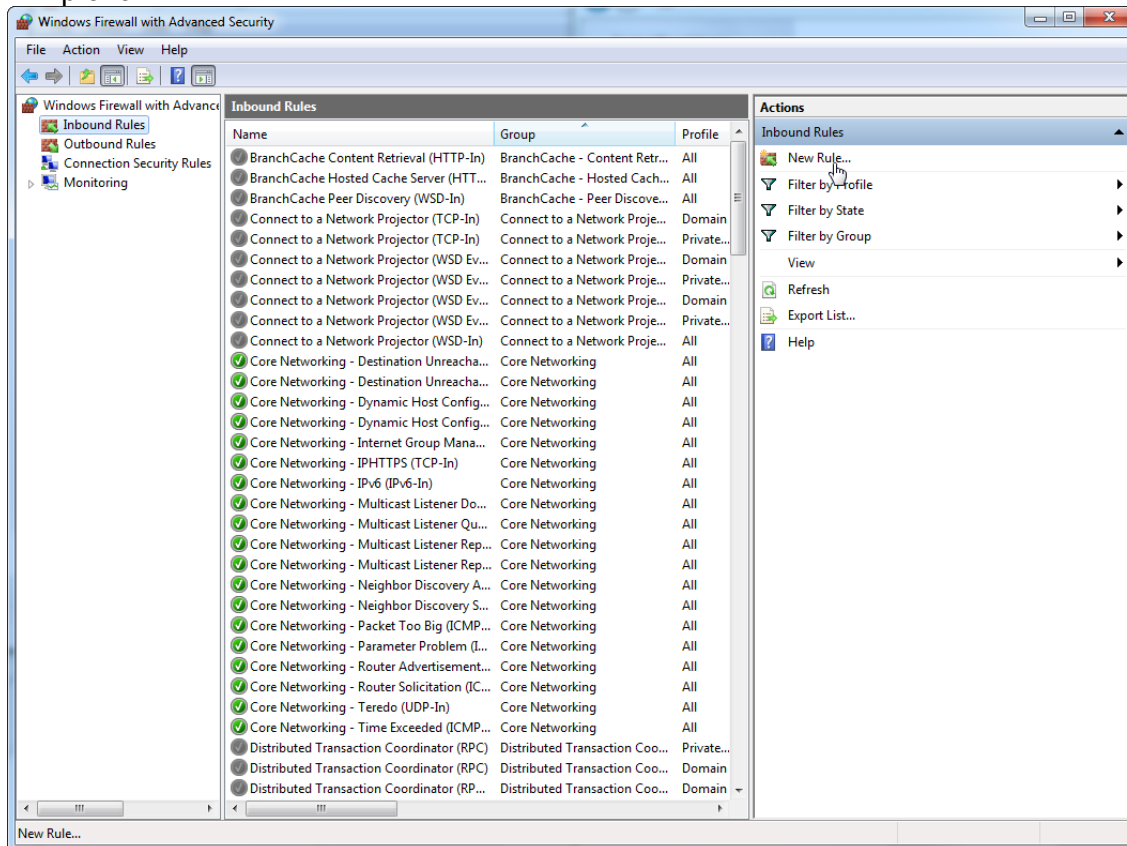 Windows Firewall with Advanced Security
File Action View Help
Windows Firewall with Advance
Inbound Rules
Outbound Rules
Connection Security Rules
Monitoring
Inbound Rules
Name Group Profile
BranchCache Content Retrieval (HTTP-In) BranchCache - Content Retr... All
BranchCache Hosted Cache Server (HTT... BranchCache - Hosted Cach... All
BranchCache Peer Discovery (WSD-In) BranchCache - Peer Discove... All
Connect to a Network Projector (TCP-In) Connect to a Network Proje... Domain
Connect to a Network Projector (TCP-In) Connect to a Network Proje... Private...
Connect to a Network Projector (WSD Ev... Connect to a Network Proje... Domain
Connect to a Network Projector (WSD Ev... Connect to a Network Proje... Private...
Connect to a Network Projector (WSD Ev... Connect to a Network Proje... Domain
Connect to a Network Projector (WSD Ev... Connect to a Network Proje... Private...
Connect to a Network Projector (WSD-In) Connect to a Network Proje... All
Core Networking - Destination Unreacha... Core Networking All
Core Networking - Destination Unreacha... Core Networking All
Core Networking - Dynamic Host Config... Core Networking All
Core Networking - Dynamic Host Config... Core Networking All
Core Networking - Internet Group Mana... Core Networking All
Core Networking - IPHTTPS (TCP-In) Core Networking All
Core Networking - IPv6 (IPv6-In) Core Networking All
Core Networking - Multicast Listener Do... Core Networking All
Core Networking - Multicast Listener Qu... Core Networking All
Core Networking - Multicast Listener Rep... Core Networking All
Core Networking - Multicast Listener Rep... Core Networking All
Core Networking - Neighbor Discovery A... Core Networking All
Core Networking - Neighbor Discovery S... Core Networking All
Core Networking - Packet Too Big (ICMP... Core Networking All
Core Networking - Parameter Problem (I... Core Networking All
Core Networking - Router Advertisement... Core Networking All
Core Networking - Router Solicitation (IC... Core Networking All
Core Networking - Teredo (UDP-In) Core Networking All
Core Networking - Time Exceeded (ICMP... Core Networking All
Distributed Transaction Coordinator (RPC) Distributed Transaction Coo... Private...
Distributed Transaction Coordinator (RPC) Distributed Transaction Coo... Domain
Distributed Transaction Coordinator (RP... Distributed Transaction Coo... Domain
Actions
Inbound Rules
New Rule...
Filter by Profile
Filter by State
Filter by Group
View
Refresh
Export List...
Help
New Rule...